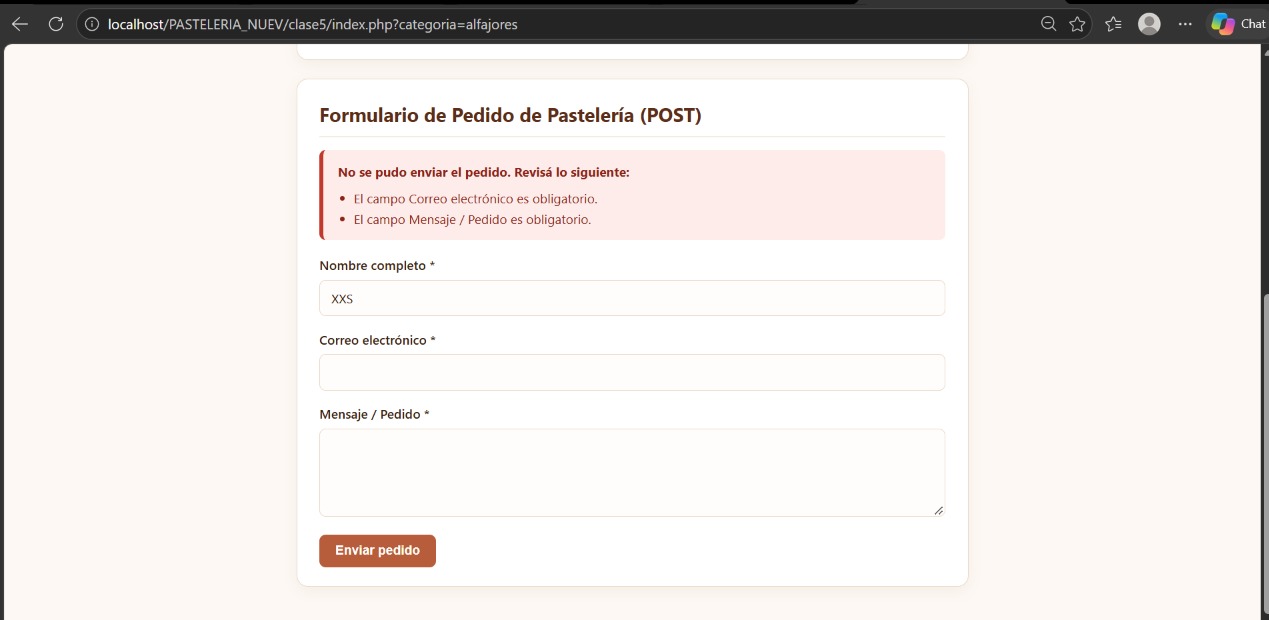 localhost/PASTELERIA_NUEV/clase5/index.php?categoria=alfajores
Chat
Formulario de Pedido de Pastelería (POST)
No se pudo enviar el pedido. Revisá lo siguiente:
El campo Correo electrónico es obligatorio.
El campo Mensaje / Pedido es obligatorio.
Nombre completo *
XXS
Correo electrónico *
Mensaje / Pedido *
Enviar pedido